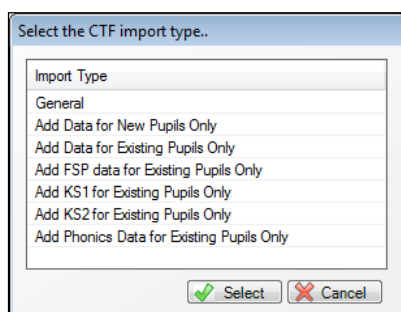 Select the CTF import type..
Import Type
General
Add Data for New Pupils Only
Add Data for Existing Pupils Only
Add FSP data for Existing Pupils Only
Add KS1 for Existing Pupils Only
Add KS2 for Existing Pupils Only
Add Phonics Data for Existing Pupils Only
Select Cancel